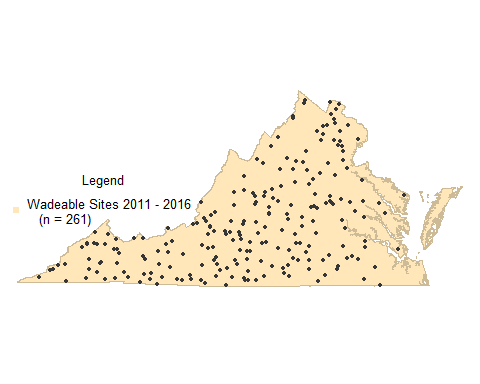 Legend
Wadeable Sites 2011 - 2016
(n = 261)